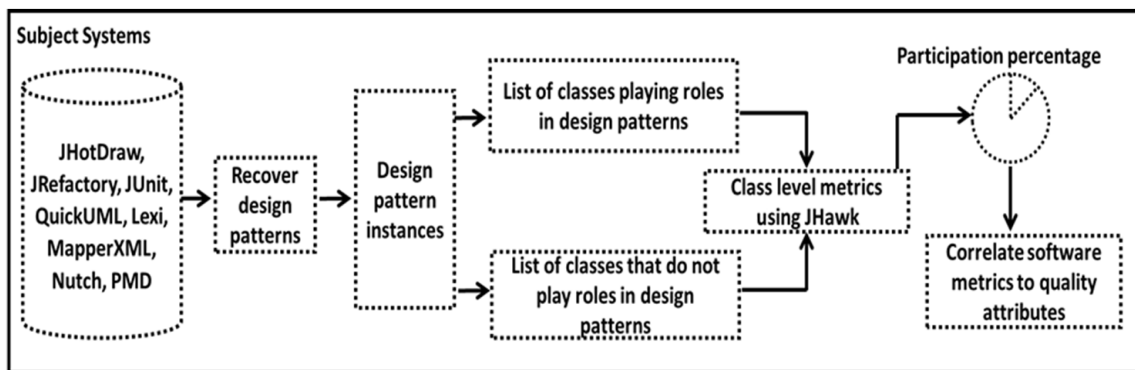 Subject Systems
JHotDraw,
JRefactory, JUnit,
QuickUML, Lexi,
MapperXML,
Nutch, PMD
Recover
design
patterns
Design
pattern
instances
List of classes playing roles
in design patterns
List of classes that do not
play roles in design
patterns
Class level metrics
using JHawk
Participation percentage
Correlate software
metrics to quality
attributes